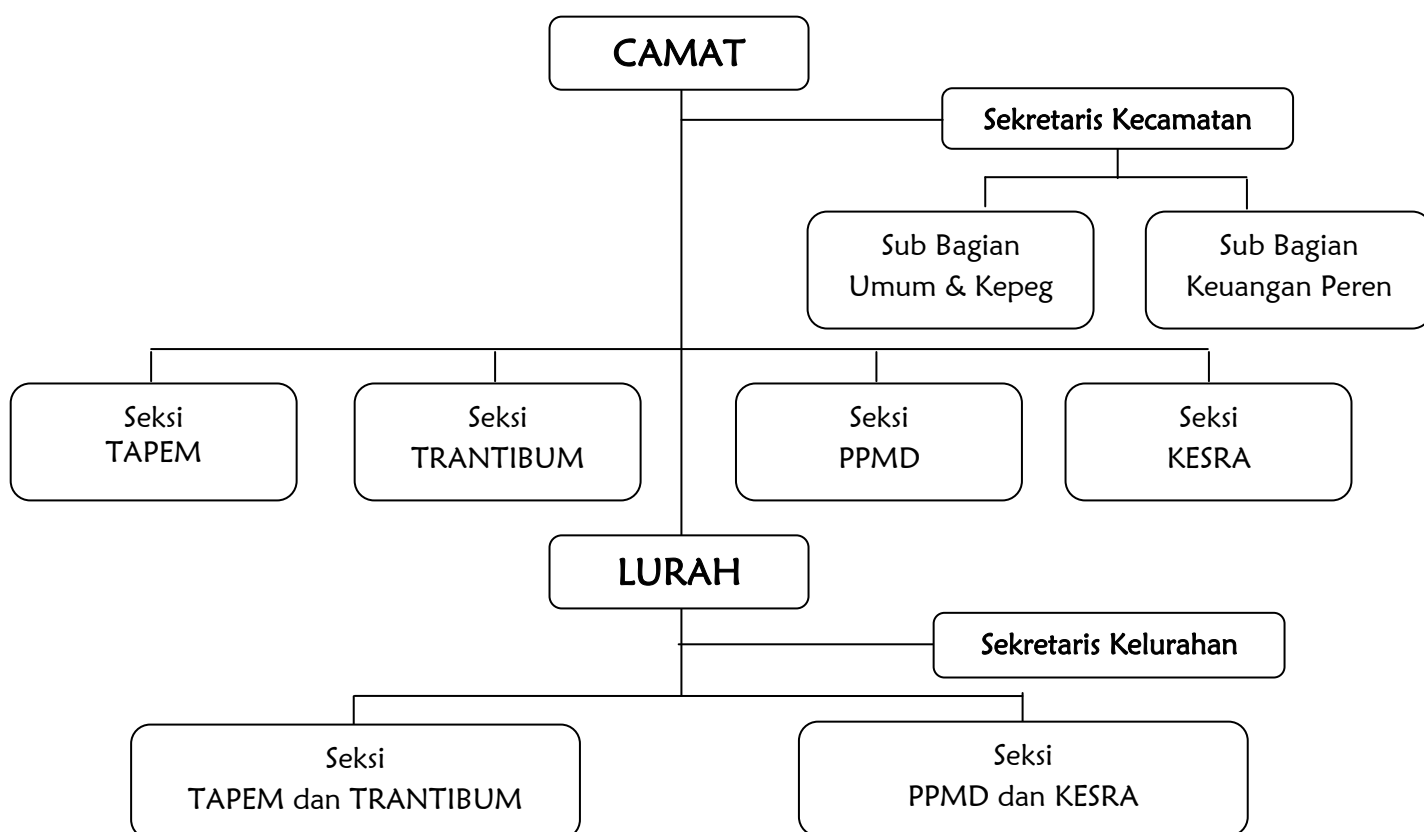 CAMAT
Sekretaris Kecamatan
Sub Bagian
Umum & Kepeg
Sub Bagian
Keuangan Peren
Seksi
TAPEM
Seksi
TRANTIBUM
Seksi
PPMD
Seksi
KESRA
LURAH
Sekretaris Kelurahan
Seksi
TAPEM dan TRANTIBUM
Seksi
PPMD dan KESRA